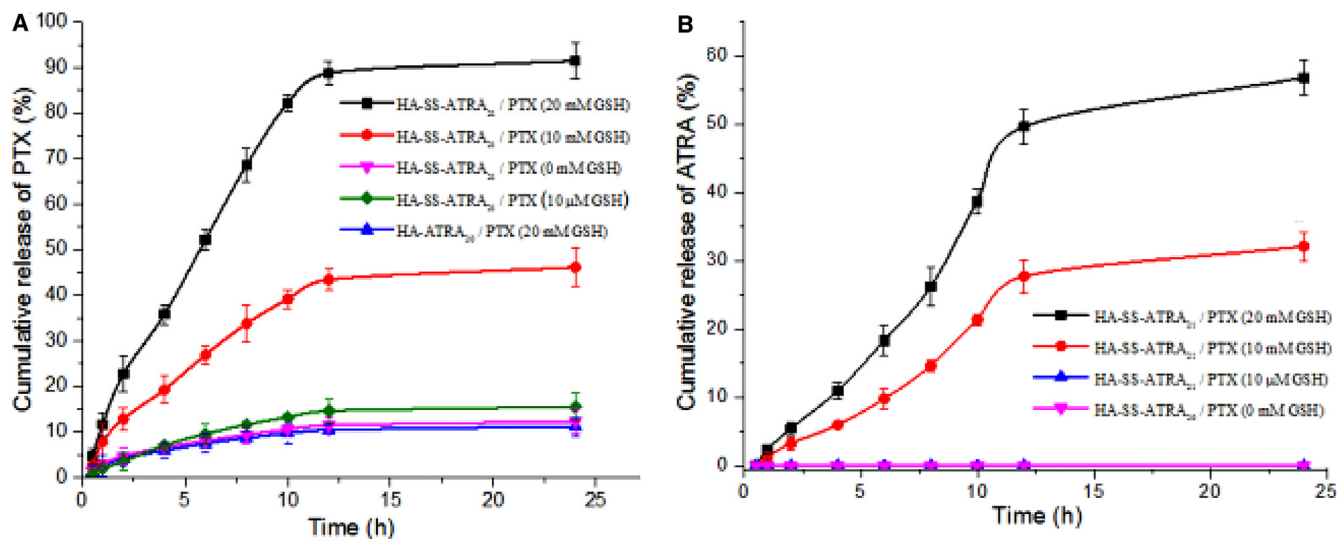 A
Cumulative release of PTX (%)
100
90
80
70
60
50
40
30
20
10
0
HA-SS-ATRA / PTX (20 mM GSH)
HA-SS-ATRA / PTX (10 mM GSH)
HA-SS-ATRA / PTX (0 mM GSH)
HA-SS-ATRA / PTX (10 μM GSH)
HA-ATRA / PTX (20 mM GSH)
0 5 10 15 20 25
Time (h)
B
Cumulative release of ATRA (%)
60
50
40
30
20
10
0
HA-SS-ATRA / PTX (20 mM GSH)
HA-SS-ATRA / PTX (10 mM GSH)
HA-SS-ATRA / PTX (10 μM GSH)
HA-SS-ATRA / PTX (0 mM GSH)
0 5 10 15 20 25
Time (h)